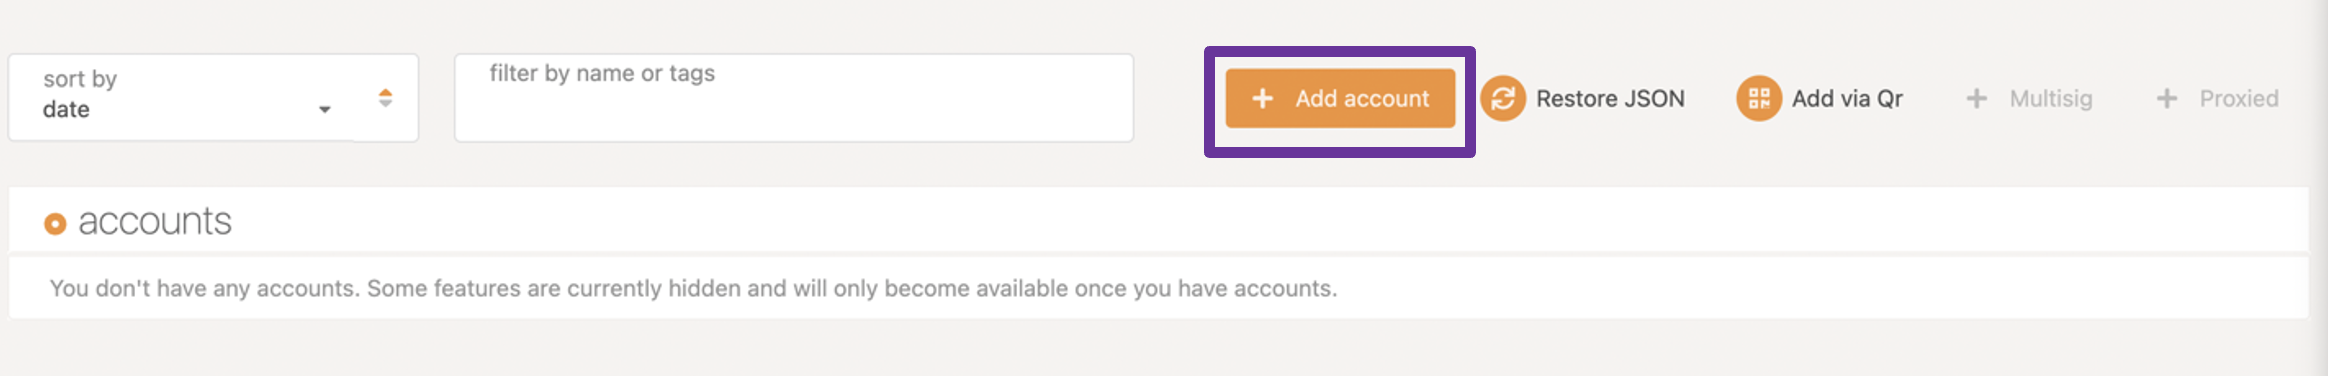 sort by
date
filter by name or tags
Add account
Restore JSON
Add via Qr
Multisig
Proxied
accounts
You don't have any accounts. Some features are currently hidden and will only become available once you have accounts.